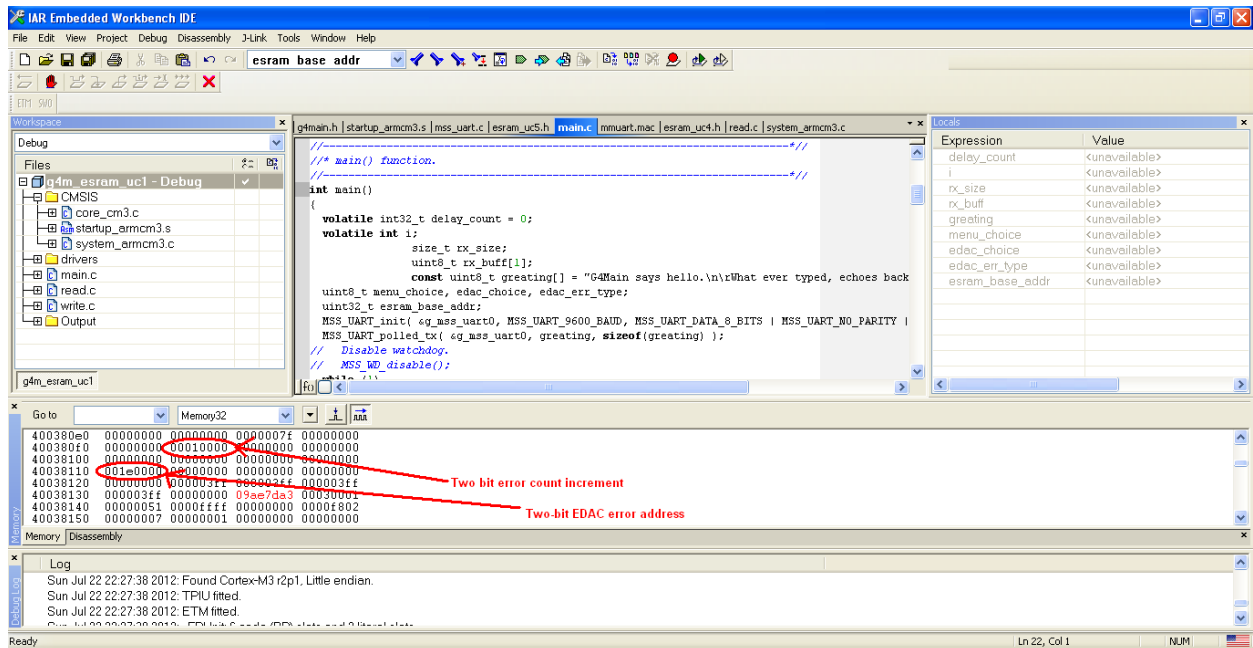 IAR Embedded Workbench IDE
File Edit View Project Debug Disassembly J-Link Tools Window Help
esram base addr
ETM SWO
Workspace
Debug
Files
g4m_esram_uc1 - Debug
CMSIS
core_cm3.c
startup_armcm3.s
system_armcm3.c
drivers
main.c
read.c
write.c
Output
g4m_esram_uc1
g4main.h | startup_armcm3.s | mss_uart.c | esram_uc5.h main.c mmuart.mac | esram_uc4.h | read.c | system_armcm3.c
//* main() function.
int main()
{
volatile int32_t delay_count = 0;
volatile int i;
size_t rx_size;
uint8_t rx_buff[1];
const uint8_t greating[] = "G4Main says hello.\n\rWhat ever typed, echoes back
uint8_t menu_choice, edac_choice, edac_err_type;
uint32_t esram_base_addr;
MSS_UART_init( &g_mss_uart0, MSS_UART_9600_BAUD, MSS_UART_DATA_8_BITS | MSS_UART_NO_PARITY |
MSS_UART_polled_tx( &g_mss_uart0, greating, sizeof(greating) );
// Disable watchdog.
// MSS_WD_disable();
while (1)
fo
Locals
Expression Value
delay_count <unavailable>
i <unavailable>
rx_size <unavailable>
rx_buff <unavailable>
greating <unavailable>
menu_choice <unavailable>
edac_choice <unavailable>
edac_err_type <unavailable>
esram_base_addr <unavailable>
Go to Memory32
400380e0 00000000 00000000 0000007f 00000000
400380f0 00000000 00010000 00000000 00000000
40038100 00000000 00000000 00000000 00000000
40038110 001e0000 00000000 00000000 00000000
40038120 00000000 000003ff 000003ff 000003ff
40038130 000003ff 00000000 09ae7da3 00030001
40038140 00000051 0000ffff 00000000 0000f802
40038150 00000007 00000001 00000000 00000000
Two bit error count increment
Two-bit EDAC error address
Memory
Memory Disassembly
Debug Log
Log
Sun Jul 22 22:27:38 2012: Found Cortex-M3 r2p1, Little endian.
Sun Jul 22 22:27:38 2012: TPIU fitted.
Sun Jul 22 22:27:38 2012: ETM fitted.
Ready Ln 22, Col 1 NUM